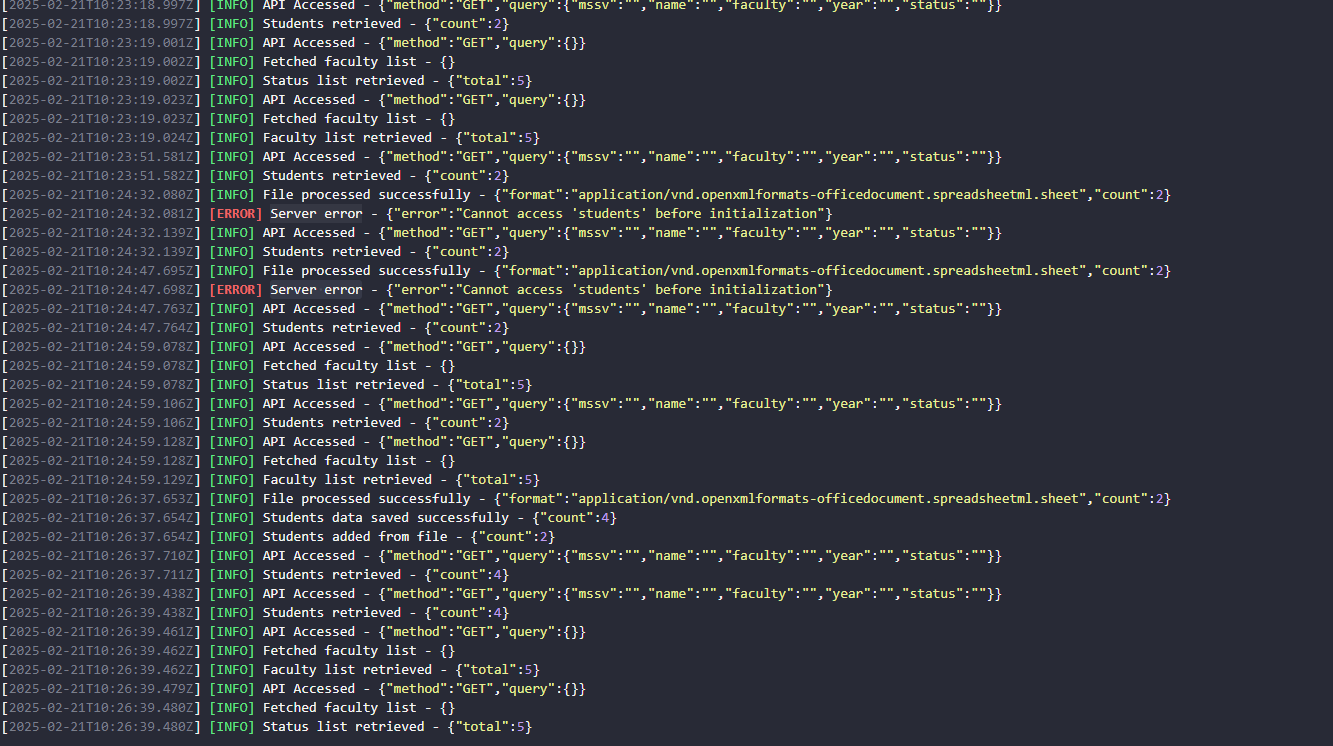 [2025-02-21T10:23:18.997Z] [INFO] API Accessed - {"method":"GET","query":{"mssv":"","name":"","faculty":"","year":"","status":""}}
[2025-02-21T10:23:18.997Z] [INFO] Students retrieved - {"count":2}
[2025-02-21T10:23:19.001Z] [INFO] API Accessed - {"method":"GET","query":{}}
[2025-02-21T10:23:19.002Z] [INFO] Fetched faculty list - {}
[2025-02-21T10:23:19.002Z] [INFO] Status list retrieved - {"total":5}
[2025-02-21T10:23:19.023Z] [INFO] API Accessed - {"method":"GET","query":{}}
[2025-02-21T10:23:19.023Z] [INFO] Fetched faculty list - {}
[2025-02-21T10:23:19.024Z] [INFO] Faculty list retrieved - {"total":5}
[2025-02-21T10:23:51.581Z] [INFO] API Accessed - {"method":"GET","query":{"mssv":"","name":"","faculty":"","year":"","status":""}}
[2025-02-21T10:23:51.582Z] [INFO] Students retrieved - {"count":2}
[2025-02-21T10:24:32.080Z] [INFO] File processed successfully - {"format":"application/vnd.openxmlformats-officedocument.spreadsheetml.sheet","count":2}
[2025-02-21T10:24:32.081Z] [ERROR] Server error - {"error":"Cannot access 'students' before initialization"}
[2025-02-21T10:24:32.139Z] [INFO] API Accessed - {"method":"GET","query":{"mssv":"","name":"","faculty":"","year":"","status":""}}
[2025-02-21T10:24:32.139Z] [INFO] Students retrieved - {"count":2}
[2025-02-21T10:24:47.695Z] [INFO] File processed successfully - {"format":"application/vnd.openxmlformats-officedocument.spreadsheetml.sheet","count":2}
[2025-02-21T10:24:47.698Z] [ERROR] Server error - {"error":"Cannot access 'students' before initialization"}
[2025-02-21T10:24:47.763Z] [INFO] API Accessed - {"method":"GET","query":{"mssv":"","name":"","faculty":"","year":"","status":""}}
[2025-02-21T10:24:47.764Z] [INFO] Students retrieved - {"count":2}
[2025-02-21T10:24:59.078Z] [INFO] API Accessed - {"method":"GET","query":{}}
[2025-02-21T10:24:59.078Z] [INFO] Fetched faculty list - {}
[2025-02-21T10:24:59.078Z] [INFO] Status list retrieved - {"total":5}
[2025-02-21T10:24:59.106Z] [INFO] API Accessed - {"method":"GET","query":{"mssv":"","name":"","faculty":"","year":"","status":""}}
[2025-02-21T10:24:59.106Z] [INFO] Students retrieved - {"count":2}
[2025-02-21T10:24:59.128Z] [INFO] API Accessed - {"method":"GET","query":{}}
[2025-02-21T10:24:59.128Z] [INFO] Fetched faculty list - {}
[2025-02-21T10:24:59.129Z] [INFO] Faculty list retrieved - {"total":5}
[2025-02-21T10:26:37.653Z] [INFO] File processed successfully - {"format":"application/vnd.openxmlformats-officedocument.spreadsheetml.sheet","count":2}
[2025-02-21T10:26:37.654Z] [INFO] Students data saved successfully - {"count":4}
[2025-02-21T10:26:37.654Z] [INFO] Students added from file - {"count":2}
[2025-02-21T10:26:37.710Z] [INFO] API Accessed - {"method":"GET","query":{"mssv":"","name":"","faculty":"","year":"","status":""}}
[2025-02-21T10:26:37.711Z] [INFO] Students retrieved - {"count":4}
[2025-02-21T10:26:39.438Z] [INFO] API Accessed - {"method":"GET","query":{"mssv":"","name":"","faculty":"","year":"","status":""}}
[2025-02-21T10:26:39.438Z] [INFO] Students retrieved - {"count":4}
[2025-02-21T10:26:39.461Z] [INFO] API Accessed - {"method":"GET","query":{}}
[2025-02-21T10:26:39.462Z] [INFO] Fetched faculty list - {}
[2025-02-21T10:26:39.462Z] [INFO] Faculty list retrieved - {"total":5}
[2025-02-21T10:26:39.479Z] [INFO] API Accessed - {"method":"GET","query":{}}
[2025-02-21T10:26:39.480Z] [INFO] Fetched faculty list - {}
[2025-02-21T10:26:39.480Z] [INFO] Status list retrieved - {"total":5}